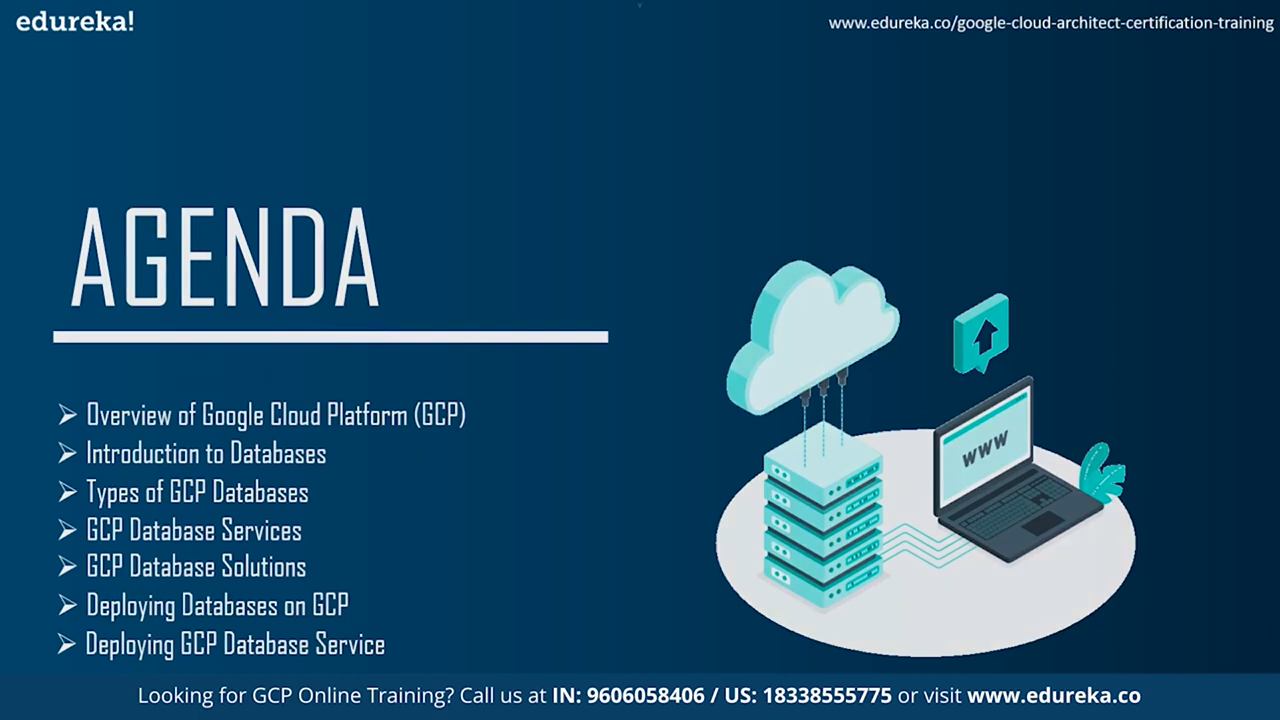 edureka!
www.edureka.co/google-cloud-architect-certification-training
AGENDA
➢ Overview of Google Cloud Platform (GCP)
➢ Introduction to Databases
➢ Types of GCP Databases
➢ GCP Database Services
➢ GCP Database Solutions
➢ Deploying Databases on GCP
➢ Deploying GCP Database Service
WWW
Looking for GCP Online Training? Call us at IN: 9606058406 / US: 18338555775 or visit www.edureka.co